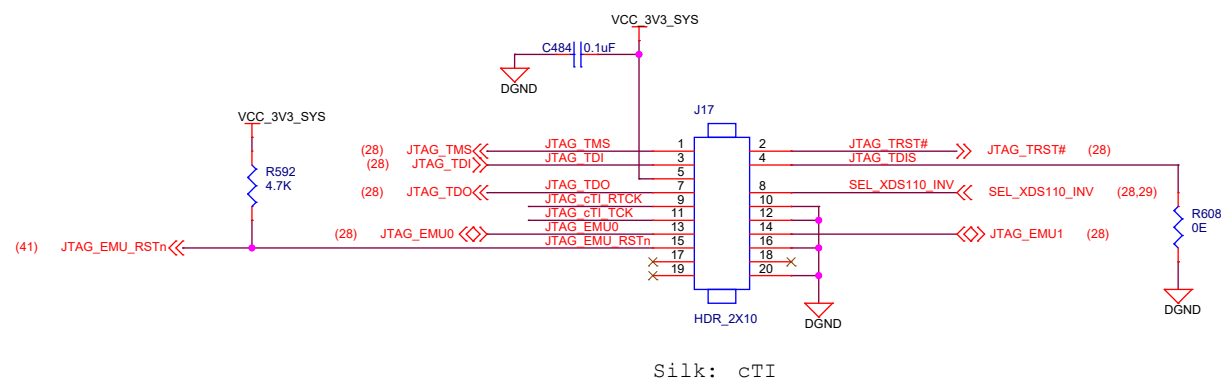 VCC_3V3_SYS
C484 0.1uF
DGND
J17
VCC_3V3_SYS
R592
4.7K
(28) JTAG_TMS JTAG_TMS 1 2 JTAG_TRST# JTAG_TRST# (28)
(28) JTAG_TDI JTAG_TDI 3 4 JTAG_TDIS
5
(28) JTAG_TDO JTAG_TDO 7 8 SEL_XDS110_INV SEL_XDS110_INV (28,29)
JTAG_cTI_RTCK 9 10
JTAG_cTI_TCK 11 12
R608
0E
(28) JTAG_EMU0 JTAG_EMU0 13 14 JTAG_EMU1 (28)
(41) JTAG_EMU_RSTn JTAG_EMU_RSTn 15 16
17 18
19 20
HDR_2X10
DGND
DGND
Silk: cTI